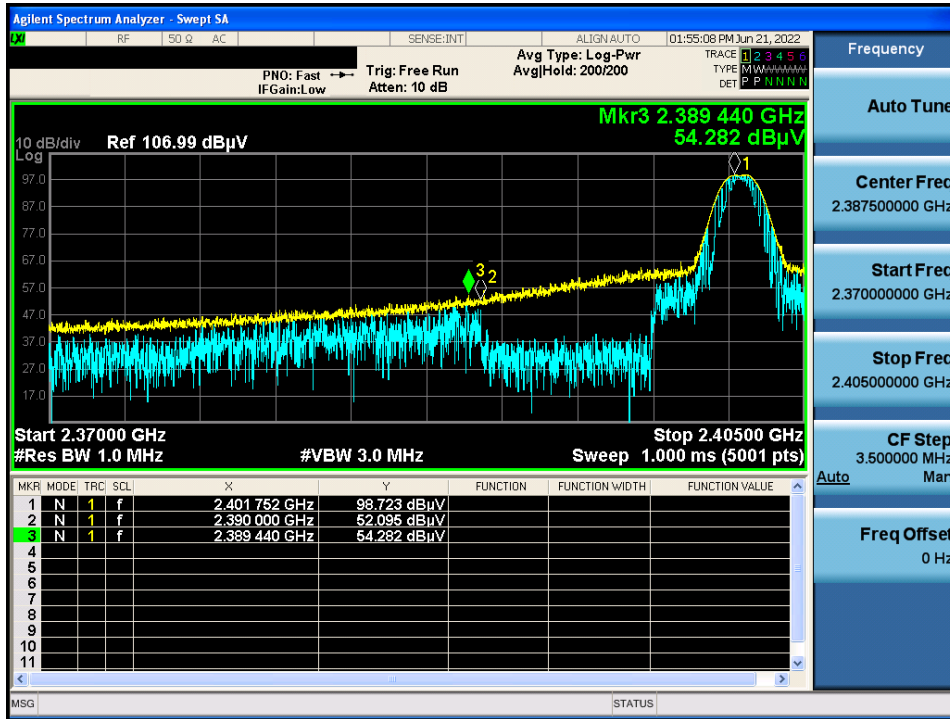 Agilent Spectrum Analyzer - Swept SA
LXI RF 50 Ω AC SENSE:INT ALIGN AUTO 01:55:08 PM Jun 21, 2022
Frequency
Avg Type: Log-Pwr
TRACE 1 2 3 4 5 6
PNO: Fast Trig: Free Run Avg|Hold: 200/200
TYPE M W W W W W
IFGain:Low Atten: 10 dB
DET P P N N N N
Auto Tune
Mkr3 2.389 440 GHz
54.282 dBµV
10 dB/div Ref 106.99 dBµV
Log
97.0
87.0
77.0
67.0
57.0
47.0
37.0
27.0
17.0
1
3
2
Center Freq
2.387500000 GHz
Start Freq
2.370000000 GHz
Stop Freq
2.405000000 GHz
Start 2.37000 GHz Stop 2.40500 GHz
#Res BW 1.0 MHz #VBW 3.0 MHz Sweep 1.000 ms (5001 pts)
CF Step
3.500000 MHz
Auto Man
MKR MODE TRC SCL X Y FUNCTION FUNCTION WIDTH FUNCTION VALUE
1 N 1 f 2.401 752 GHz 98.723 dBµV
2 N 1 f 2.390 000 GHz 52.095 dBµV
3 N 1 f 2.389 440 GHz 54.282 dBµV
4
5
6
7
8
9
10
11
Freq Offset
0 Hz
MSG STATUS